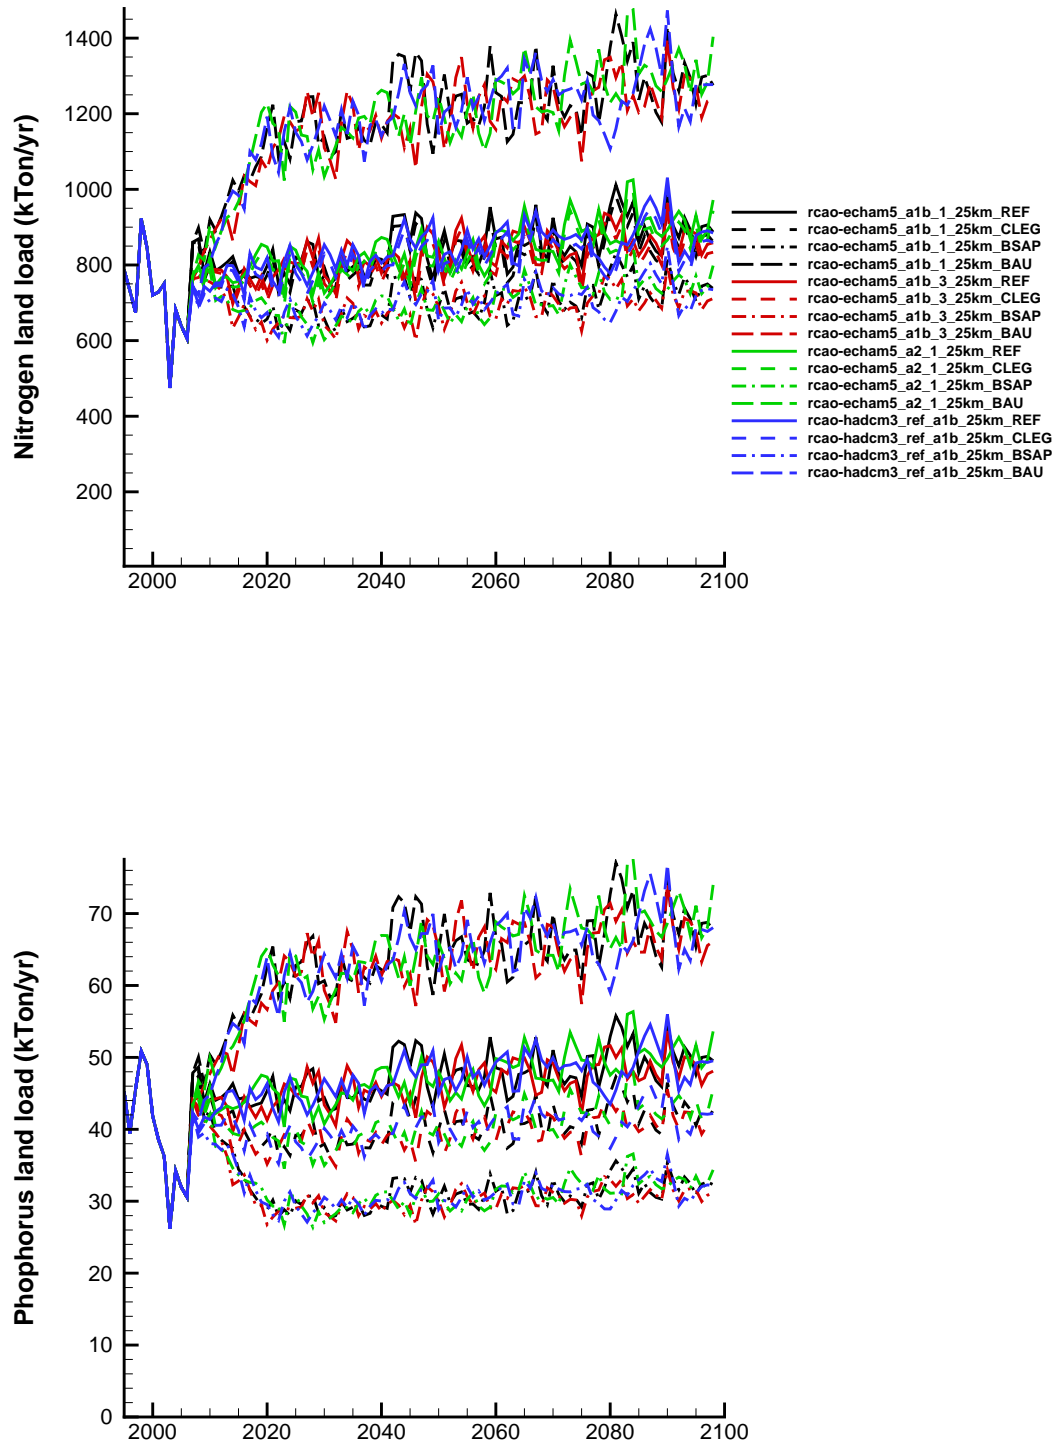 Nitrogen land load (kTon/yr)
1400
1200
1000
800
600
400
200
2000 2020 2040 2060 2080 2100
rcao-echam5_a1b_1_25km_REF
rcao-echam5_a1b_1_25km_CLEG
rcao-echam5_a1b_1_25km_BSAP
rcao-echam5_a1b_1_25km_BAU
rcao-echam5_a1b_3_25km_REF
rcao-echam5_a1b_3_25km_CLEG
rcao-echam5_a1b_3_25km_BSAP
rcao-echam5_a1b_3_25km_BAU
rcao-echam5_a2_1_25km_REF
rcao-echam5_a2_1_25km_CLEG
rcao-echam5_a2_1_25km_BSAP
rcao-echam5_a2_1_25km_BAU
rcao-hadcm3_ref_a1b_25km_REF
rcao-hadcm3_ref_a1b_25km_CLEG
rcao-hadcm3_ref_a1b_25km_BSAP
rcao-hadcm3_ref_a1b_25km_BAU
Phophorus land load (kTon/yr)
70
60
50
40
30
20
10
0
2000 2020 2040 2060 2080 2100